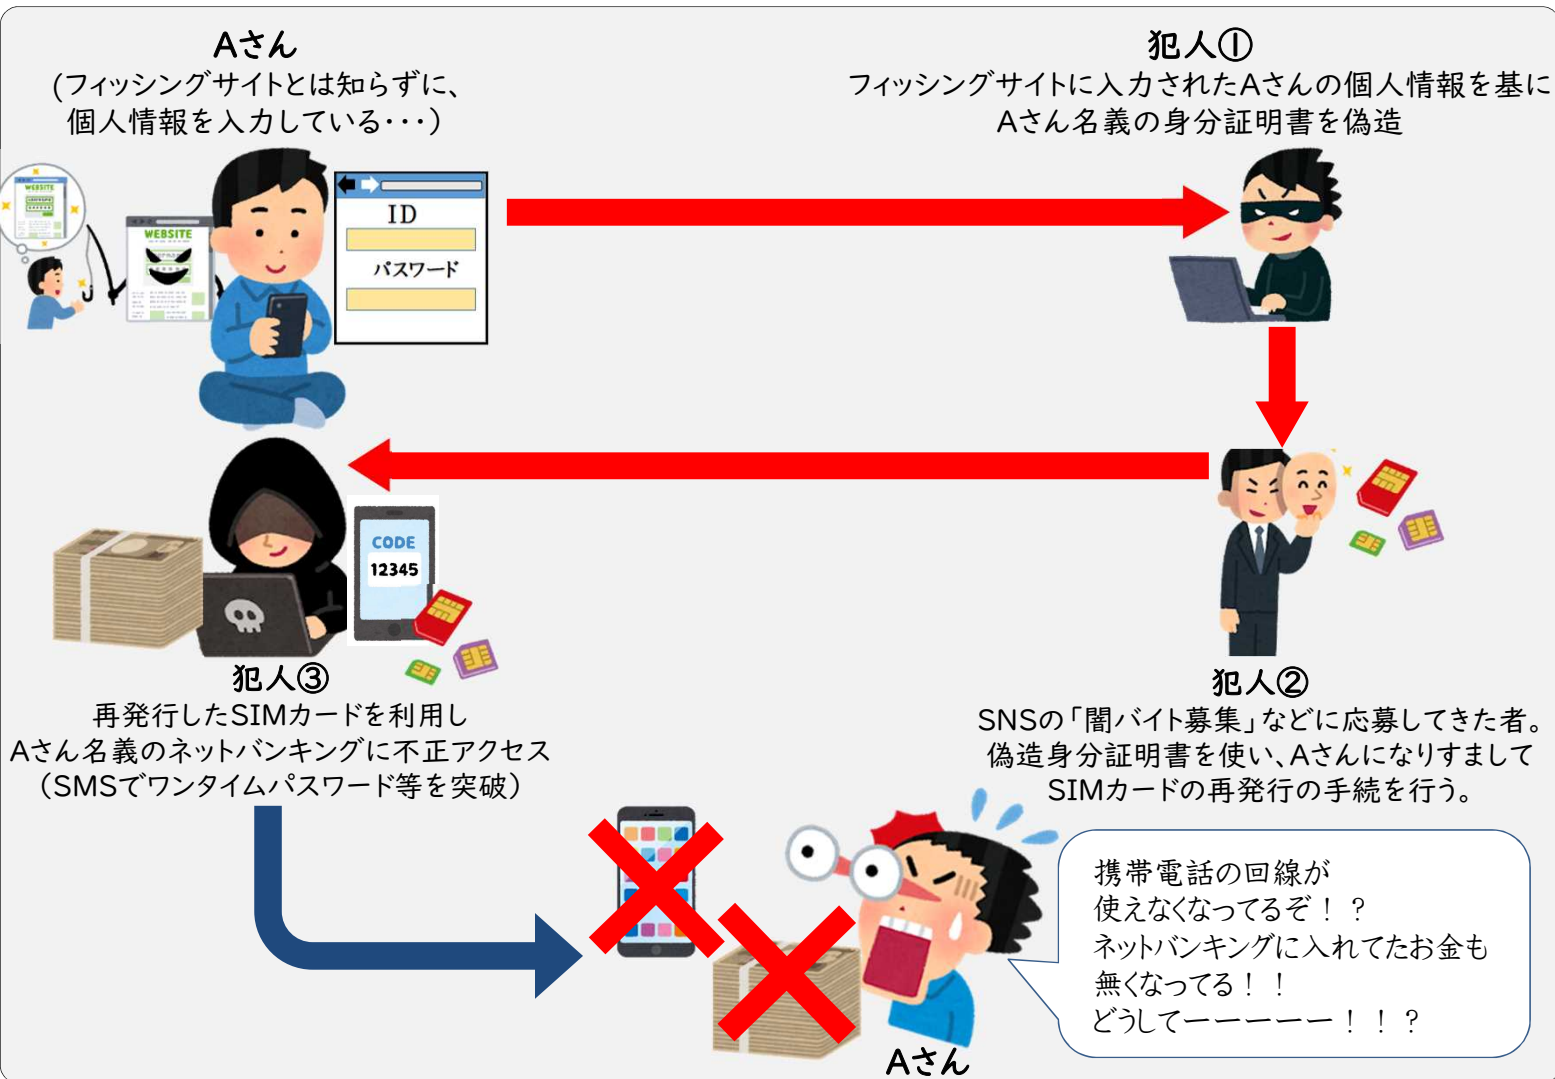 Aさん
(フィッシングサイトとは知らずに、
個人情報を入力している・・・)
WEBSITE
WEBSITE
ID
パスワード
犯人①
フィッシングサイトに入力されたAさんの個人情報を基に
Aさん名義の身分証明書を偽造
CODE
12345
犯人③
再発行したSIMカードを利用し
Aさん名義のネットバンキングに不正アクセス
(SMSでワンタイムパスワード等を突破)
犯人②
SNSの「闇バイト募集」などに応募してきた者。
偽造身分証明書を使い、Aさんになりすまして
SIMカードの再発行の手続を行う。
携帯電話の回線が
使えなくなってるぞ！？
ネットバンキングに入れてたお金も
無くなってる！！
どうしてーーーーー！！？
Aさん